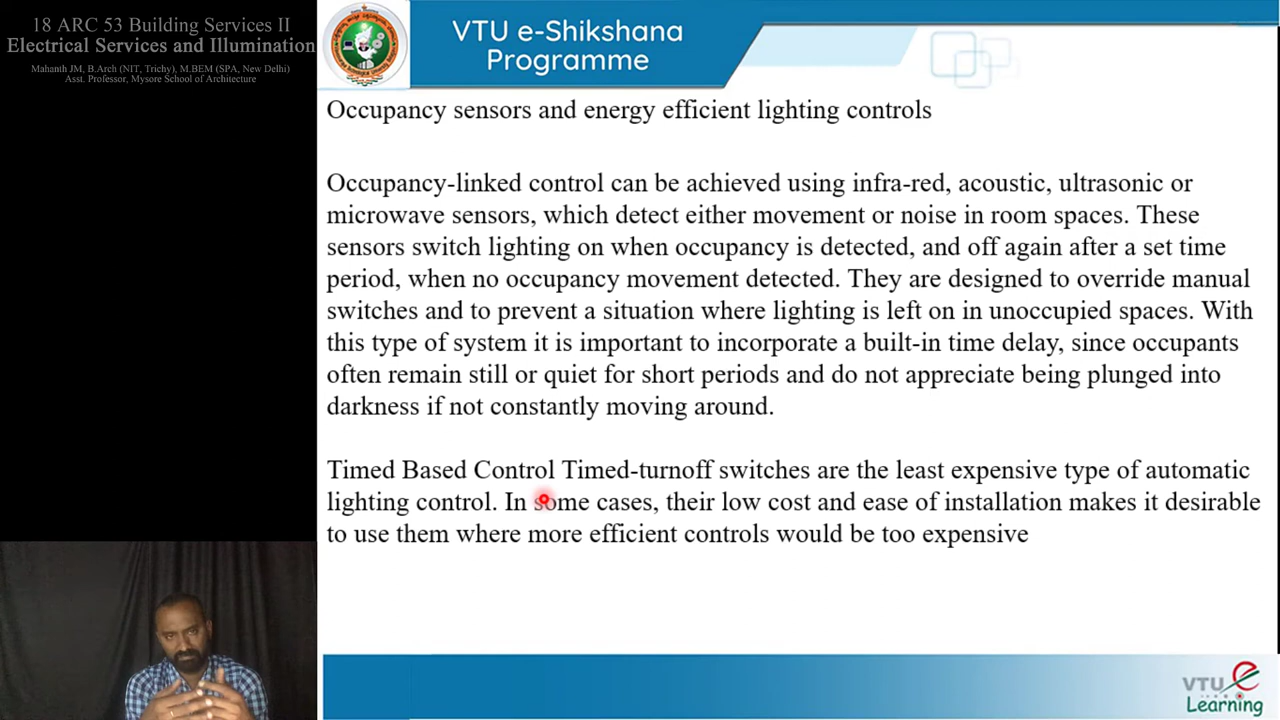 18 ARC 53 Building Services II
Electrical Services and Illumination
Mahanth JM, B.Arch (NIT, Trichy), M.BEM (SPA, New Delhi)
Asst. Professor, Mysore School of Architecture
VTU e-Shikshana
Programme
Occupancy sensors and energy efficient lighting controls
Occupancy-linked control can be achieved using infra-red, acoustic, ultrasonic or
microwave sensors, which detect either movement or noise in room spaces. These
sensors switch lighting on when occupancy is detected, and off again after a set time
period, when no occupancy movement detected. They are designed to override manual
switches and to prevent a situation where lighting is left on in unoccupied spaces. With
this type of system it is important to incorporate a built-in time delay, since occupants
often remain still or quiet for short periods and do not appreciate being plunged into
darkness if not constantly moving around.
Timed Based Control Timed-turnoff switches are the least expensive type of automatic
lighting control. In some cases, their low cost and ease of installation makes it desirable
to use them where more efficient controls would be too expensive
VTU e
Learning